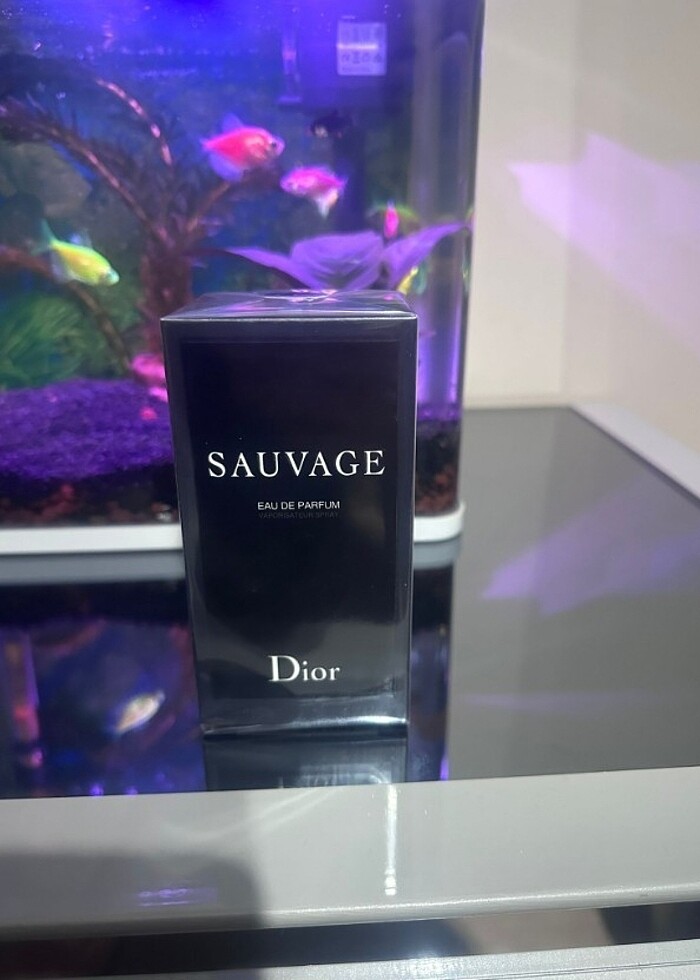 SAUVAGE
EAU DE PARFUM
VAPORISATEUR SPRAY
Dior